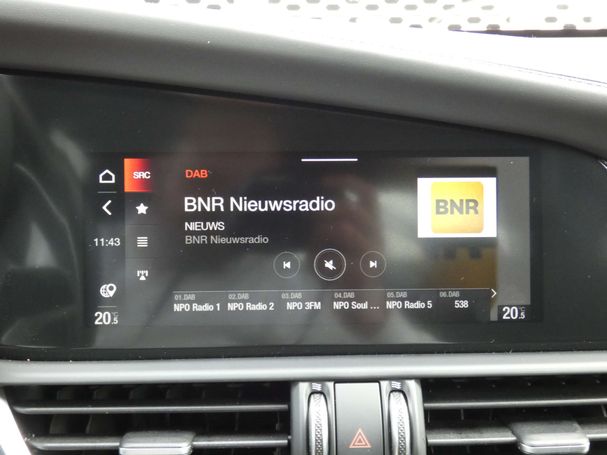 SRC
DAB
BNR Nieuwsradio
NIEUWS
BNR Nieuwsradio
BNR
11:43
01.DAB 02.DAB 03.DAB 04.DAB 05.DAB 06.DAB
NPO Radio 1 NPO Radio 2 NPO 3FM NPO Soul ... NPO Radio 5 538
20.5°C
20.5°C